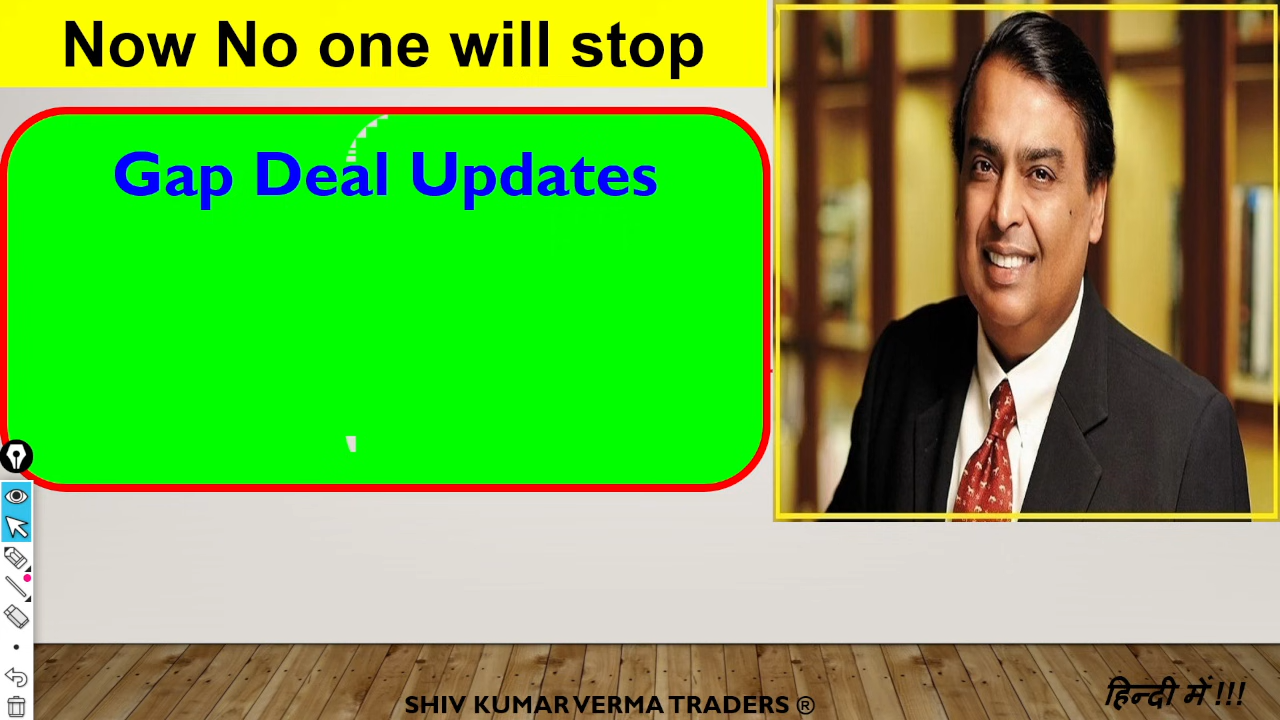 Now No one will stop
Gap Deal Updates
SHIV KUMAR VERMA TRADERS ®
हिन्दी में !!!